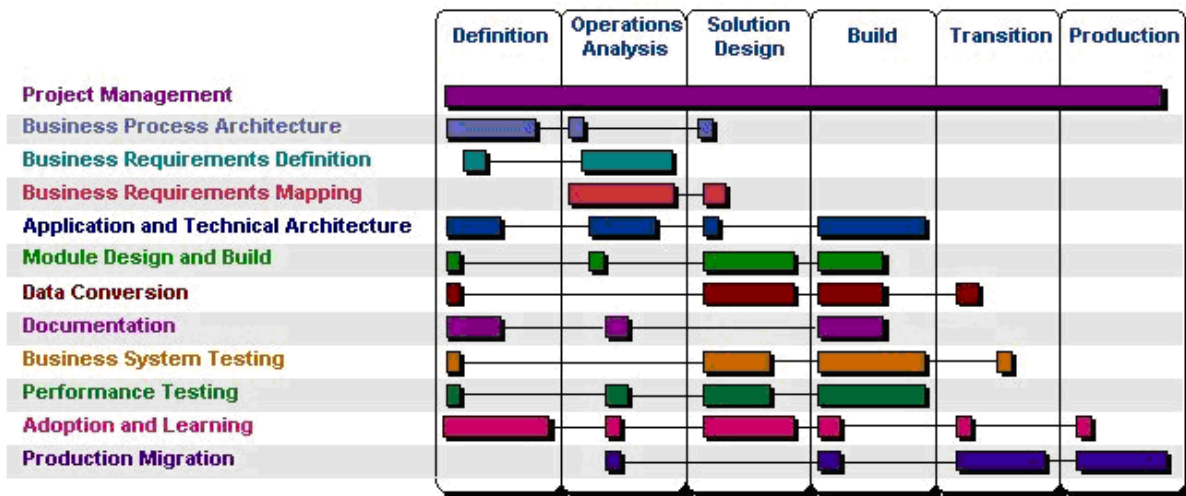 Definition
Operations
Analysis
Solution
Design
Build
Transition
Production
Project Management
Business Process Architecture
Business Requirements Definition
Business Requirements Mapping
Application and Technical Architecture
Module Design and Build
Data Conversion
Documentation
Business System Testing
Performance Testing
Adoption and Learning
Production Migration